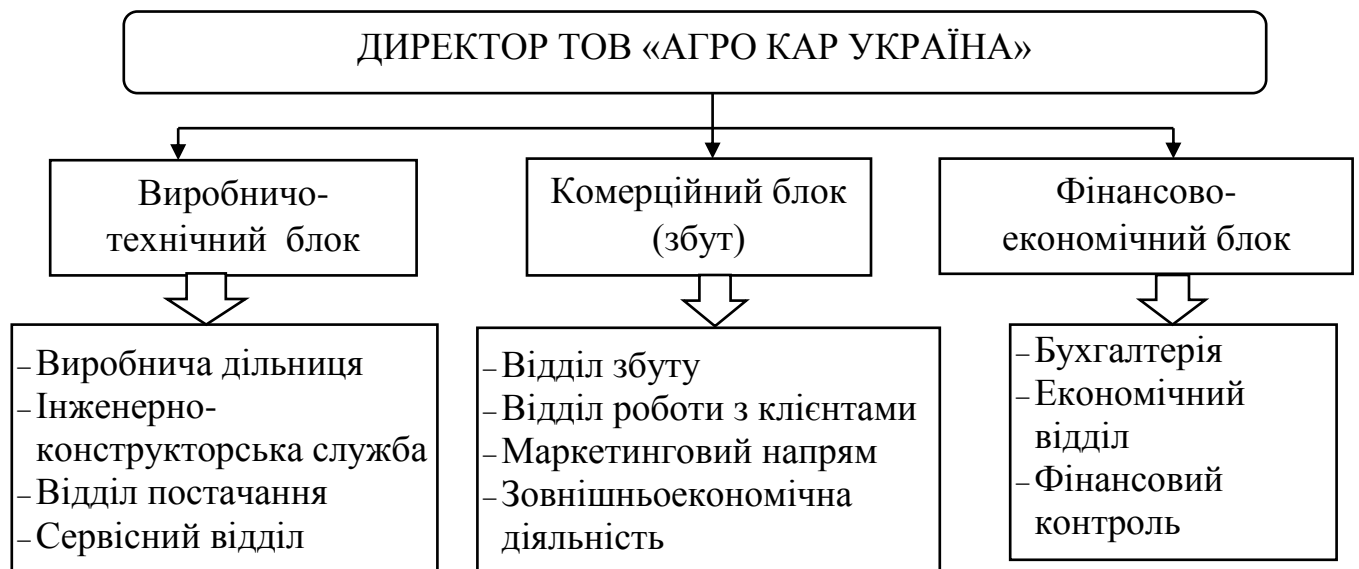 ДИРЕКТОР ТОВ «АГРО КАР УКРАЇНА»
Виробничо-
технічний блок
Комерційний блок
(збут)
Фінансово-
економічний блок
– Виробнича дільниця
– Інженерно-
конструкторська служба
– Відділ постачання
– Сервісний відділ
– Відділ збуту
– Відділ роботи з клієнтами
– Маркетинговий напрям
– Зовнішньоекономічна
діяльність
– Бухгалтерія
– Економічний
відділ
– Фінансовий
контроль